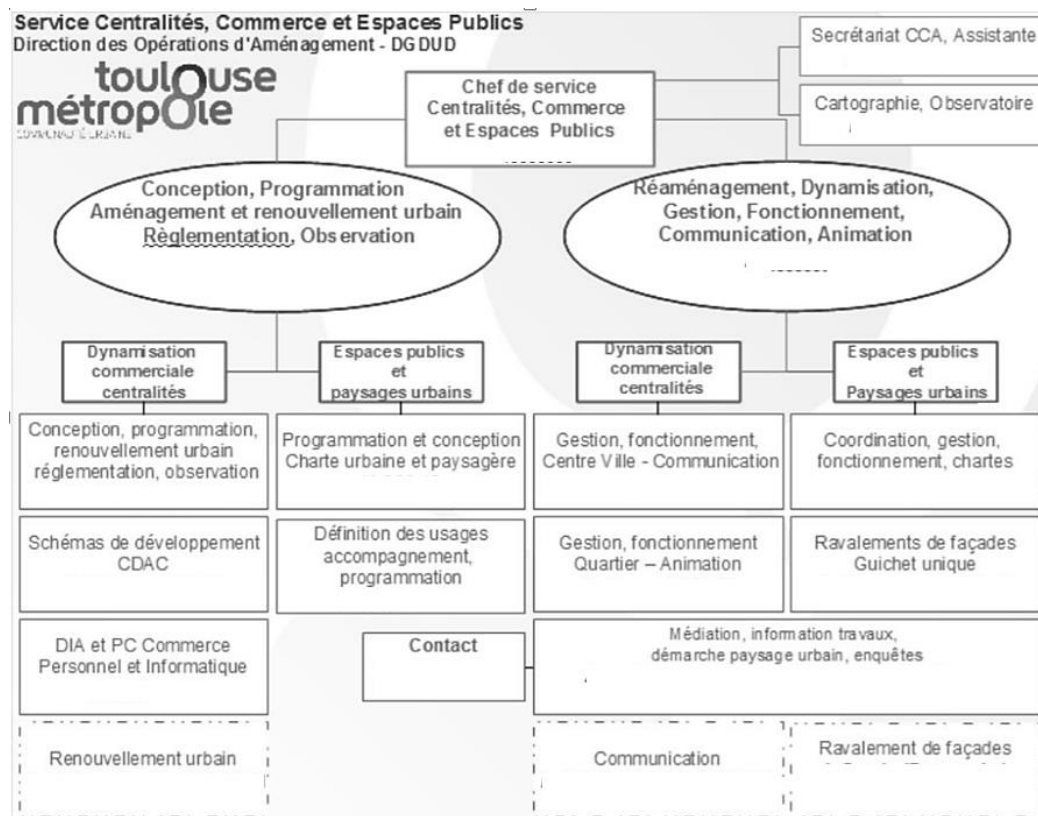 Service Centralités, Commerce et Espaces Publics
Direction des Opérations d'Aménagement - DGDUD
toulouse
métropole
COMMUNAUTÉ URBAINE
Chef de service
Centralités, Commerce
et Espaces Publics
Secrétariat CCA, Assistante
Cartographie, Observatoire
Conception, Programmation
Aménagement et renouvellement urbain
Règlementation, Observation
Réaménagement, Dynamisation,
Gestion, Fonctionnement,
Communication, Animation
Dynamisation
commerciale
centralités
Espaces publics
et
paysages urbains
Dynamisation
commerciale
centralités
Espaces publics
et
Paysages urbains
Conception, programmation,
renouvellement urbain
réglementation, observation
Programmation et conception
Charte urbaine et paysagère
Gestion, fonctionnement,
Centre Ville - Communication
Coordination, gestion,
fonctionnement, chartes
Schémas de développement
CDAC
Définition des usages
accompagnement,
programmation
Gestion, fonctionnement
Quartier – Animation
Ravalements de façades
Guichet unique
DIA et PC Commerce
Personnel et Informatique
Contact
Médiation, information travaux,
démarche paysage urbain, enquêtes
Renouvellement urbain
Communication
Ravalement de façades